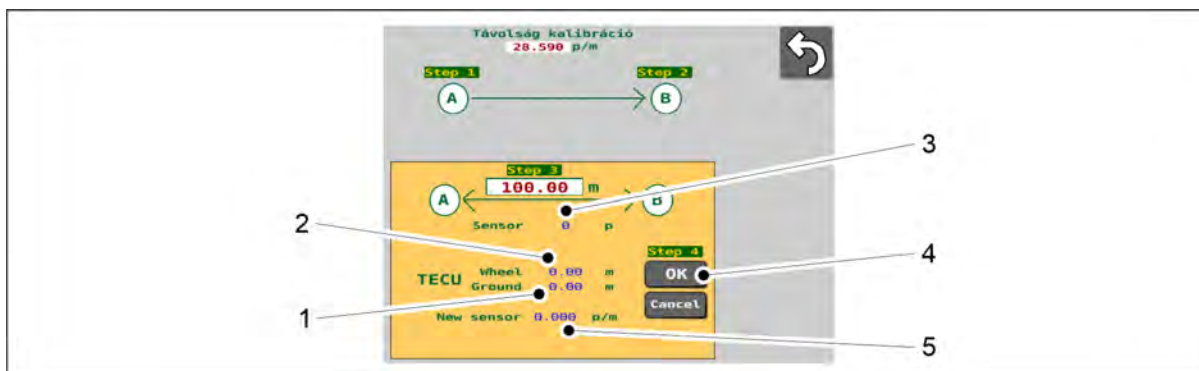 Távolság kalibráció
28.590 p/m
Step 1 Step 2
A B
3
Step 3
100.00 m
A B
Sensor 0 p
2
Step 4
Wheel 0.00 m
TECU OK 4
Ground 0.00 m
1 Cancel
New sensor 0.000 p/m
5